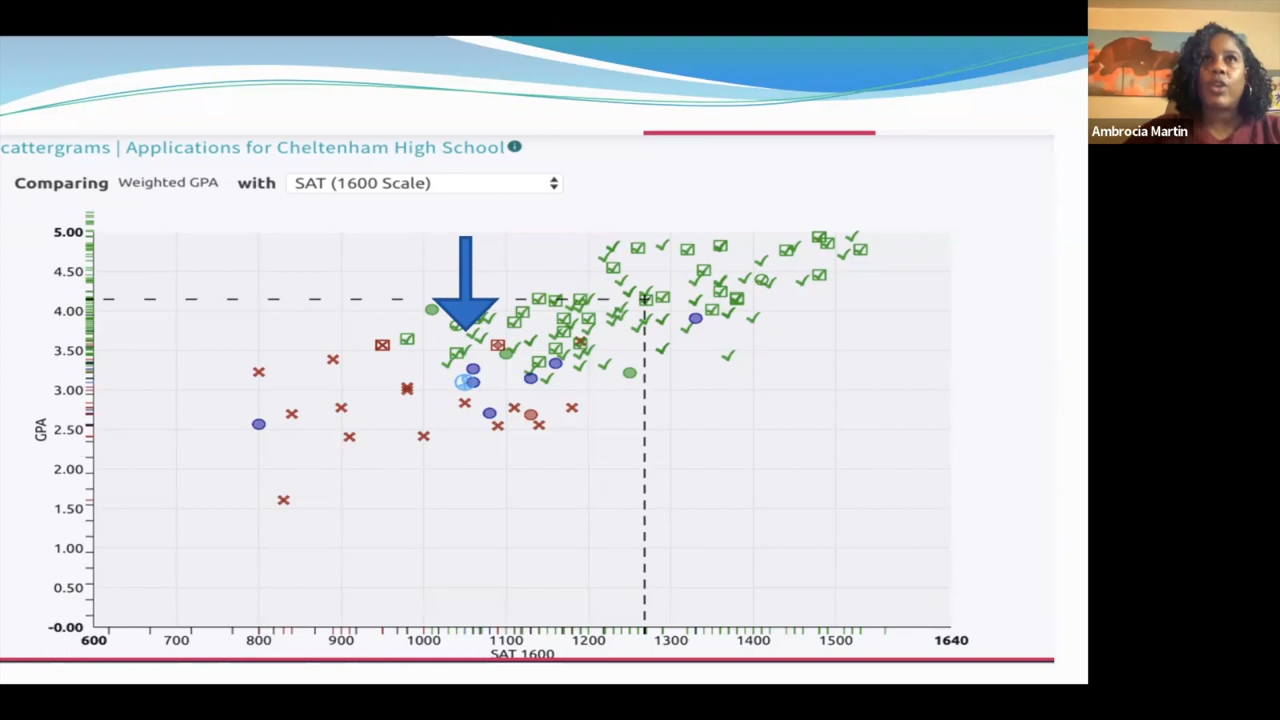 Ambrocia Martin
cattergrams | Applications for Cheltenham High School
Comparing Weighted GPA with SAT (1600 Scale)
5.00
4.50
4.00
3.50
3.00
2.50
2.00
1.50
1.00
0.50
-0.00
GPA
600 700 800 900 1000 1100 1200 1300 1400 1500 1640
SAT 1600